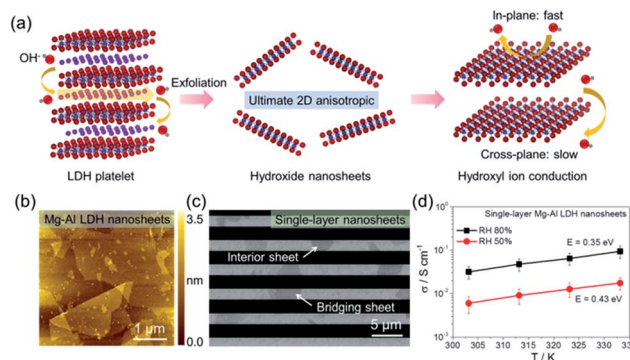 (a)
OH⁻
Exfoliation
Ultimate 2D anisotropic
In-plane: fast
Cross-plane: slow
LDH platelet
Hydroxide nanosheets
Hydroxyl ion conduction
(b)
Mg-Al LDH nanosheets
3.5
nm
0.0
1 μm
(c)
Single-layer nanosheets
Interior sheet
Bridging sheet
5 μm
(d)
Single-layer Mg-Al LDH nanosheets
RH 80%
RH 50%
E = 0.35 eV
E = 0.43 eV
σ / S cm⁻¹
10⁰
10⁻¹
10⁻²
10⁻³
300 305 310 315 320 325 330 33
T / K